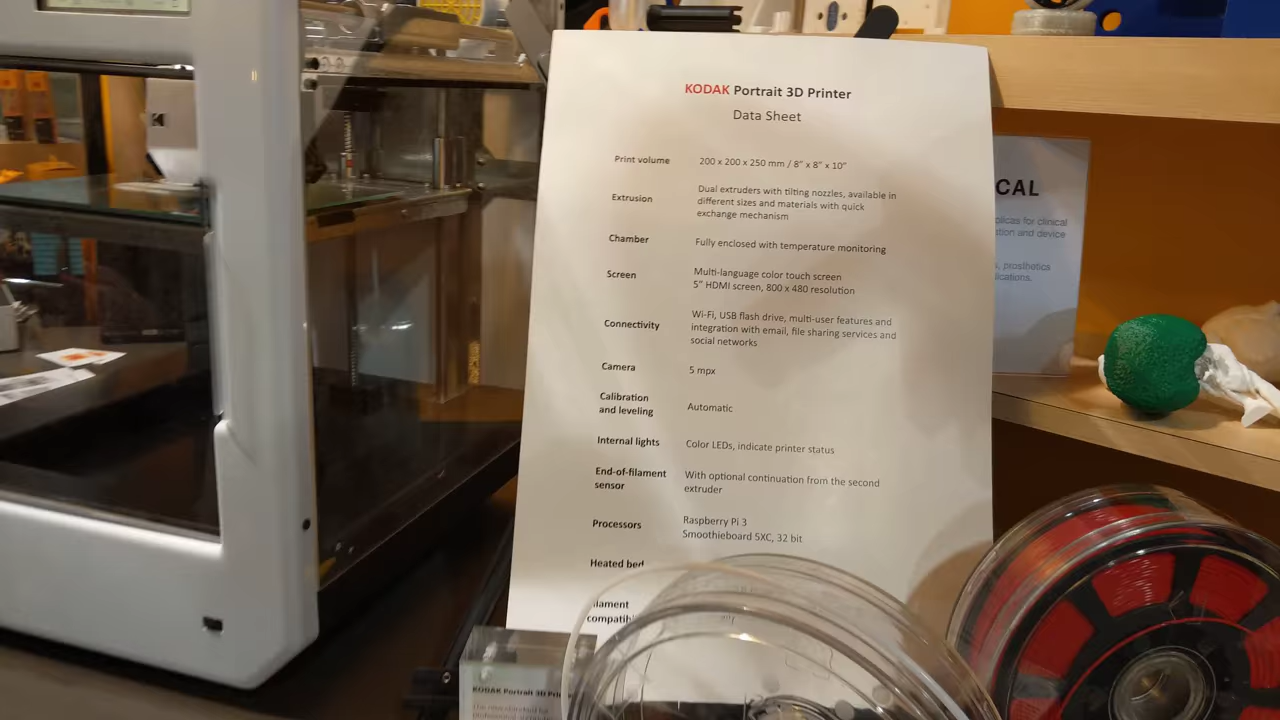 KODAK Portrait 3D Printer
Data Sheet
Print volume 200 x 200 x 250 mm / 8" x 8" x 10"
Extrusion Dual extruders with tilting nozzles, available in
different sizes and materials with quick
exchange mechanism
Chamber Fully enclosed with temperature monitoring
Screen Multi-language color touch screen
5" HDMI screen, 800 x 480 resolution
Connectivity Wi-Fi, USB flash drive, multi-user features and
integration with email, file sharing services and
social networks
Camera 5 mpx
Calibration
and leveling Automatic
Internal lights Color LEDs, indicate printer status
End-of-filament
sensor With optional continuation from the second
extruder
Processors Raspberry Pi 3
Smoothieboard 5XC, 32 bit
Heated bed
KODAK Portrait 3D
CAL
for clinical
and device
prosthetics
K